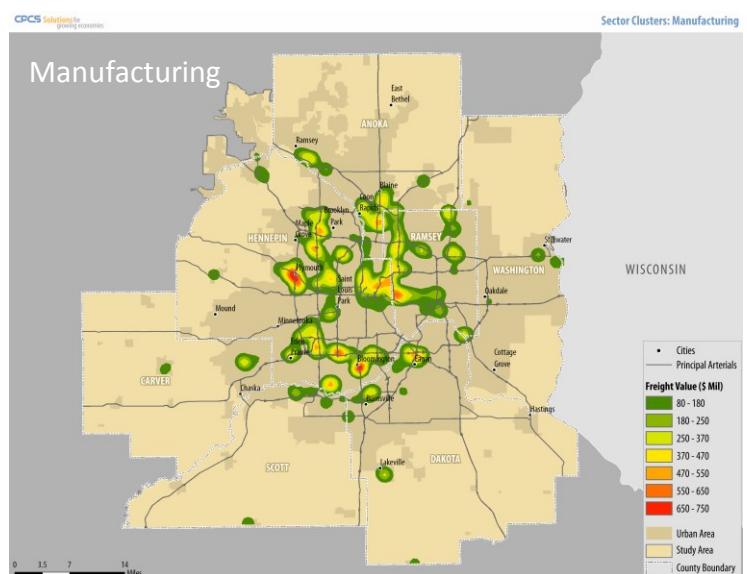 CPCS Solutions for
growing economies
Sector Clusters: Manufacturing
Manufacturing
East
Bethel
ANOKA
Ramsey
Blaine
Coon
Rapids
Brooklyn
Park
Maple
Grove
HENNEPIN
RAMSEY
Stillwater
WASHINGTON
WISCONSIN
Plymouth
Saint
Louis
Park
Oakdale
Mound
Minnetonka
Eden
Prairie
Bloomington
Eagan
Cottage
Grove
CARVER
Chaska
Burnsville
Hastings
SCOTT
DAKOTA
Lakeville
Cities
Principal Arterials
Freight Value ($ Mil)
80 - 180
180 - 250
250 - 370
370 - 470
470 - 550
550 - 650
650 - 750
Urban Area
Study Area
County Boundary
0 3.5 7 14
Miles